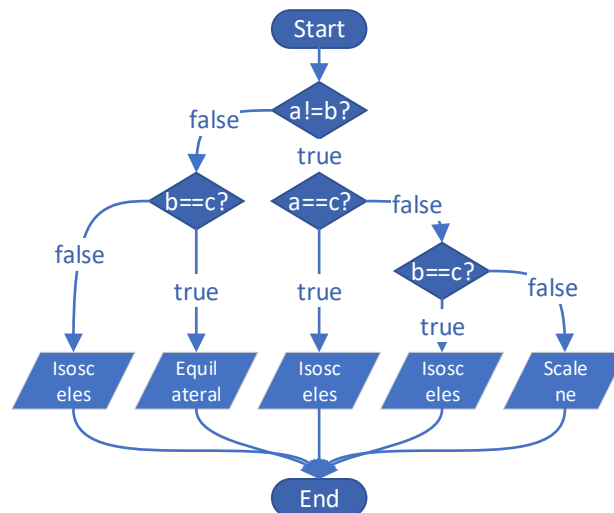 Start
a!=b?
false
true
b==c?
a==c?
false
false
true
true
b==c?
true
false
Isosc
eles
Equil
ateral
Isosc
eles
Isosc
eles
Scale
ne
End